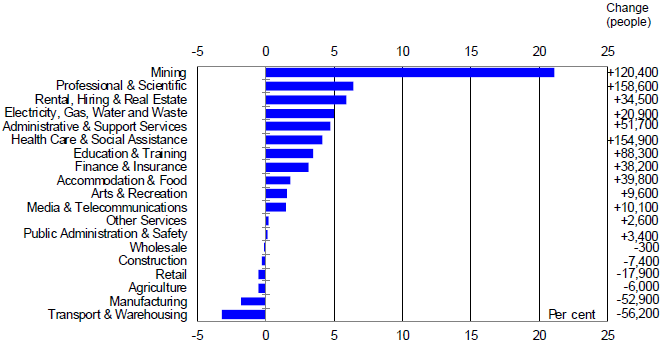 Change
(people)
-5 0 5 10 15 20 25
Mining +120,400
Professional & Scientific +158,600
Rental, Hiring & Real Estate +34,500
Electricity, Gas, Water and Waste +20,900
Administrative & Support Services +51,700
Health Care & Social Assistance +154,900
Education & Training +88,300
Finance & Insurance +38,200
Accommodation & Food +39,800
Arts & Recreation +9,600
Media & Telecommunications +10,100
Other Services +2,600
Public Administration & Safety +3,400
Wholesale -300
Construction -7,400
Retail -17,900
Agriculture -6,000
Manufacturing -52,900
Transport & Warehousing Per cent -56,200
-5 0 5 10 15 20 25